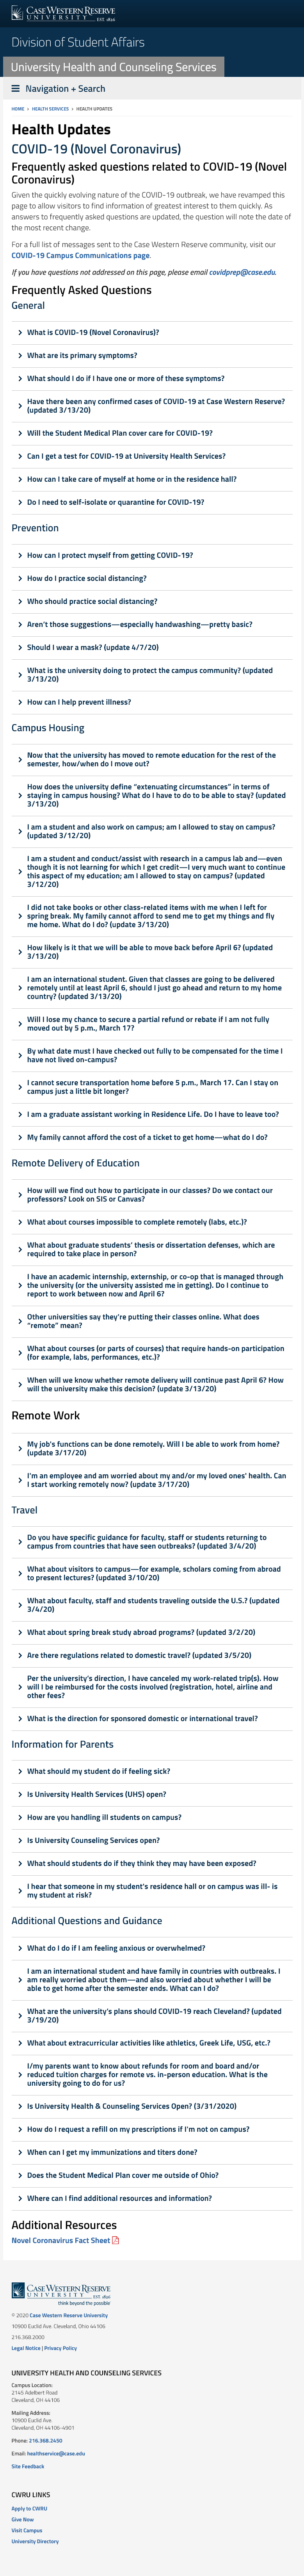 CASE WESTERN RESERVE
UNIVERSITY EST. 1826
Division of Student Affairs
University Health and Counseling Services
Navigation + Search
HOME > HEALTH SERVICES > HEALTH UPDATES
Health Updates
COVID-19 (Novel Coronavirus)
Frequently asked questions related to COVID-19 (Novel
Coronavirus)
Given the quickly evolving nature of the COVID-19 outbreak, we have revamped this
page to allow visitors to find information of greatest interest to them quickly. As
answers to frequently asked questions are updated, the question will note the date of
the most recent change.
For a full list of messages sent to the Case Western Reserve community, visit our
COVID-19 Campus Communications page.
If you have questions not addressed on this page, please email covidprep@case.edu.
Frequently Asked Questions
General
What is COVID-19 (Novel Coronavirus)?
What are its primary symptoms?
What should I do if I have one or more of these symptoms?
Have there been any confirmed cases of COVID-19 at Case Western Reserve?
(updated 3/13/20)
Will the Student Medical Plan cover care for COVID-19?
Can I get a test for COVID-19 at University Health Services?
How can I take care of myself at home or in the residence hall?
Do I need to self-isolate or quarantine for COVID-19?
Prevention
How can I protect myself from getting COVID-19?
How do I practice social distancing?
Who should practice social distancing?
Aren't those suggestions—especially handwashing—pretty basic?
Should I wear a mask? (update 4/7/20)
What is the university doing to protect the campus community? (updated
3/13/20)
How can I help prevent illness?
Campus Housing
Now that the university has moved to remote education for the rest of the
semester, how/when do I move out?
How does the university define "extenuating circumstances" in terms of
staying in campus housing? What do I have to do to be able to stay? (updated
3/13/20)
I am a student and also work on campus; am I allowed to stay on campus?
(updated 3/12/20)
I am a student and conduct/assist with research in a campus lab and—even
though it is not learning for which I get credit—I very much want to continue
this aspect of my education; am I allowed to stay on campus? (updated
3/12/20)
I did not take books or other class-related items with me when I left for
spring break. My family cannot afford to send me to get my things and fly
me home. What do I do? (update 3/13/20)
How likely is it that we will be able to move back before April 6? (updated
3/13/20)
I am an international student. Given that classes are going to be delivered
remotely until at least April 6, should I just go ahead and return to my home
country? (updated 3/13/20)
Will I lose my chance to secure a partial refund or rebate if I am not fully
moved out by 5 p.m., March 17?
By what date must I have checked out fully to be compensated for the time I
have not lived on-campus?
I cannot secure transportation home before 5 p.m., March 17. Can I stay on
campus just a little bit longer?
I am a graduate assistant working in Residence Life. Do I have to leave too?
My family cannot afford the cost of a ticket to get home—what do I do?
Remote Delivery of Education
How will we find out how to participate in our classes? Do we contact our
professors? Look on SIS or Canvas?
What about courses impossible to complete remotely (labs, etc.)?
What about graduate students' thesis or dissertation defenses, which are
required to take place in person?
I have an academic internship, externship, or co-op that is managed through
the university (or the university assisted me in getting). Do I continue to
report to work between now and April 6?
Other universities say they're putting their classes online. What does
"remote" mean?
What about courses (or parts of courses) that require hands-on participation
(for example, labs, performances, etc.)?
When will we know whether remote delivery will continue past April 6? How
will the university make this decision? (update 3/13/20)
Remote Work
My job's functions can be done remotely. Will I be able to work from home?
(update 3/17/20)
I'm an employee and am worried about my and/or my loved ones' health. Can
I start working remotely now? (update 3/17/20)
Travel
Do you have specific guidance for faculty, staff or students returning to
campus from countries that have seen outbreaks? (updated 3/4/20)
What about visitors to campus—for example, scholars coming from abroad
to present lectures? (updated 3/10/20)
What about faculty, staff and students traveling outside the U.S.? (updated
3/4/20)
What about spring break study abroad programs? (updated 3/2/20)
Are there regulations related to domestic travel? (updated 3/5/20)
Per the university's direction, I have canceled my work-related trip(s). How
will I be reimbursed for the costs involved (registration, hotel, airline and
other fees?
What is the direction for sponsored domestic or international travel?
Information for Parents
What should my student do if feeling sick?
Is University Health Services (UHS) open?
How are you handling ill students on campus?
Is University Counseling Services open?
What should students do if they think they may have been exposed?
I hear that someone in my student's residence hall or on campus was ill- is
my student at risk?
Additional Questions and Guidance
What do I do if I am feeling anxious or overwhelmed?
I am an international student and have family in countries with outbreaks. I
am really worried about them—and also worried about whether I will be
able to get home after the semester ends. What can I do?
What are the university's plans should COVID-19 reach Cleveland? (updated
3/19/20)
What about extracurricular activities like athletics, Greek Life, USG, etc.?
I/my parents want to know about refunds for room and board and/or
reduced tuition charges for remote vs. in-person education. What is the
university going to do for us?
Is University Health & Counseling Services Open? (3/31/2020)
How do I request a refill on my prescriptions if I'm not on campus?
When can I get my immunizations and titers done?
Does the Student Medical Plan cover me outside of Ohio?
Where can I find additional resources and information?
Additional Resources
Novel Coronavirus Fact Sheet
CASE WESTERN RESERVE
UNIVERSITY EST. 1826
think beyond the possible
© 2020 Case Western Reserve University
10900 Euclid Ave. Cleveland, Ohio 44106
216.368.2000
Legal Notice | Privacy Policy
UNIVERSITY HEALTH AND COUNSELING SERVICES
Campus Location:
2145 Adelbert Road
Cleveland, OH 44106
Mailing Address:
10900 Euclid Ave.
Cleveland, OH 44106-4901
Phone: 216.368.2450
Email: healthservice@case.edu
Site Feedback
CWRU LINKS
Apply to CWRU
Give Now
Visit Campus
University Directory